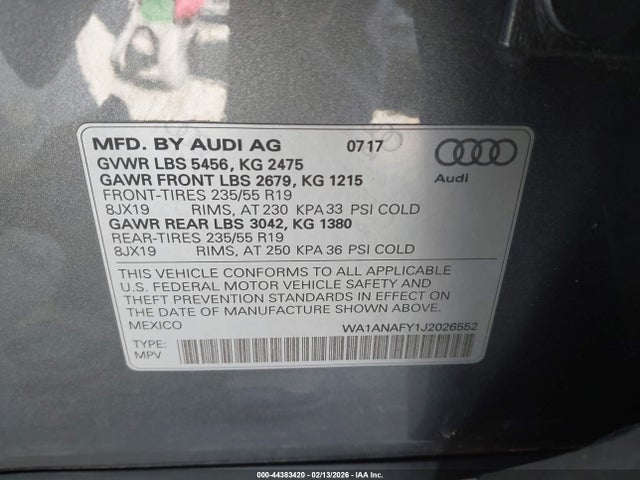 MFD. BY AUDI AG 0717
GVWR LBS 5456, KG 2475
GAWR FRONT LBS 2679, KG 1215
FRONT-TIRES 235/55 R19
8JX19 RIMS, AT 230 KPA 33 PSI COLD
GAWR REAR LBS 3042, KG 1380
REAR-TIRES 235/55 R19
8JX19 RIMS, AT 250 KPA 36 PSI COLD
Audi
THIS VEHICLE CONFORMS TO ALL APPLICABLE
U.S. FEDERAL MOTOR VEHICLE SAFETY AND
THEFT PREVENTION STANDARDS IN EFFECT ON
THE DATE OF MANUFACTURE SHOWN ABOVE.
MEXICO WA1ANAFY1J2026552
TYPE:
MPV
000-44383420 - 02/13/2026 - IAA Inc.